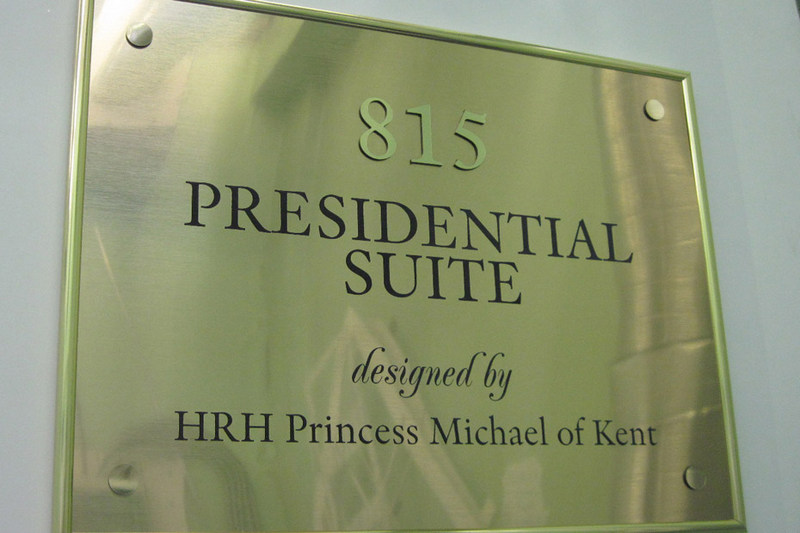 815
PRESIDENTIAL
SUITE
designed by
HRH Princess Michael of Kent